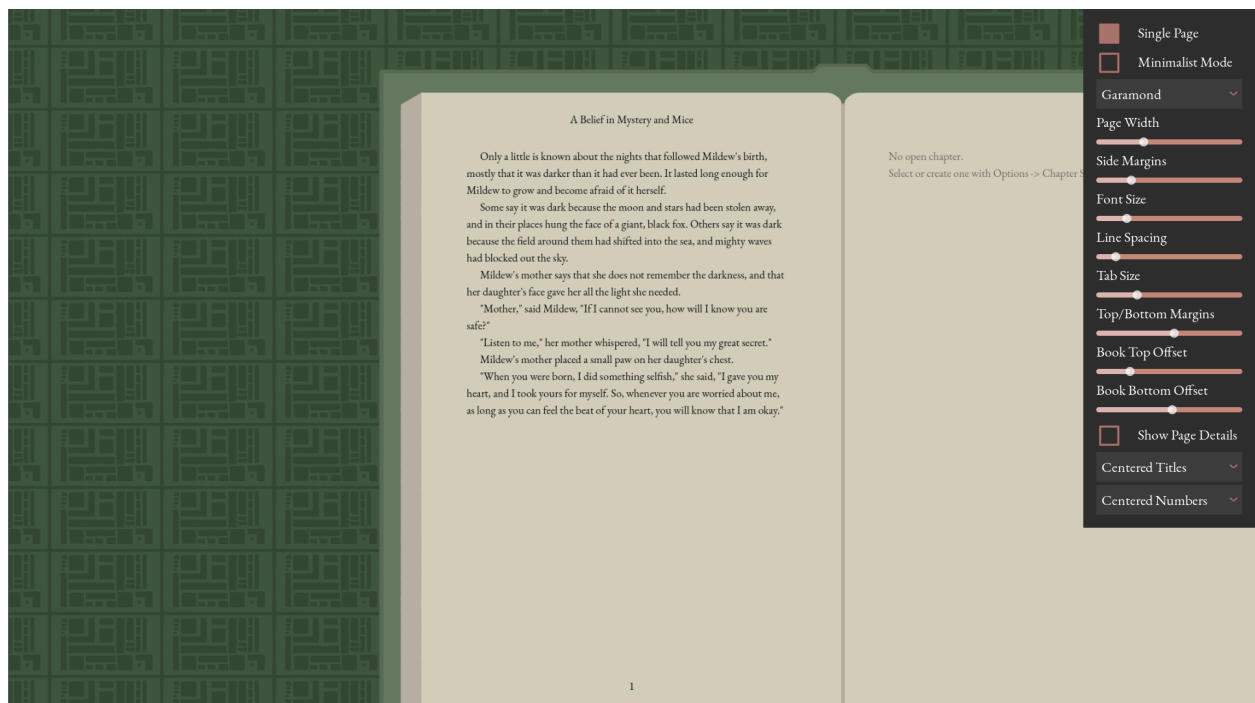 A Belief in Mystery and Mice
Only a little is known about the nights that followed Mildew's birth,
mostly that it was darker than it had ever been. It lasted long enough for
Mildew to grow and become afraid of it herself.
Some say it was dark because the moon and stars had been stolen away,
and in their places hung the face of a giant, black fox. Others say it was dark
because the field around them had shifted into the sea, and mighty waves
had blocked out the sky.
Mildew's mother says that she does not remember the darkness, and that
her daughter's face gave her all the light she needed.
"Mother," said Mildew, "If I cannot see you, how will I know you are
safe?"
"Listen to me," her mother whispered, "I will tell you my great secret."
Mildew's mother placed a small paw on her daughter's chest.
"When you were born, I did something selfish," she said, "I gave you my
heart, and I took yours for myself. So, whenever you are worried about me,
as long as you can feel the beat of your heart, you will know that I am okay."
1
No open chapter.
Select or create one with Options -> Chapter S
Single Page
Minimalist Mode
Garamond
Page Width
Side Margins
Font Size
Line Spacing
Tab Size
Top/Bottom Margins
Book Top Offset
Book Bottom Offset
Show Page Details
Centered Titles
Centered Numbers